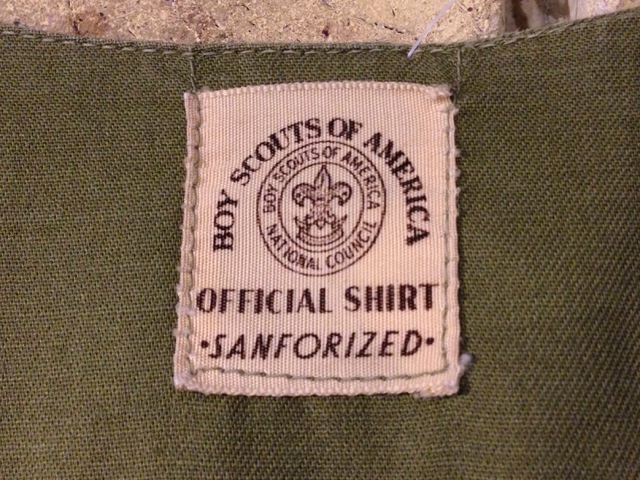 BOY SCOUTS OF AMERICA
BOY SCOUTS OF AMERICA
NATIONAL COUNCIL
OFFICIAL SHIRT
•SANFORIZED•